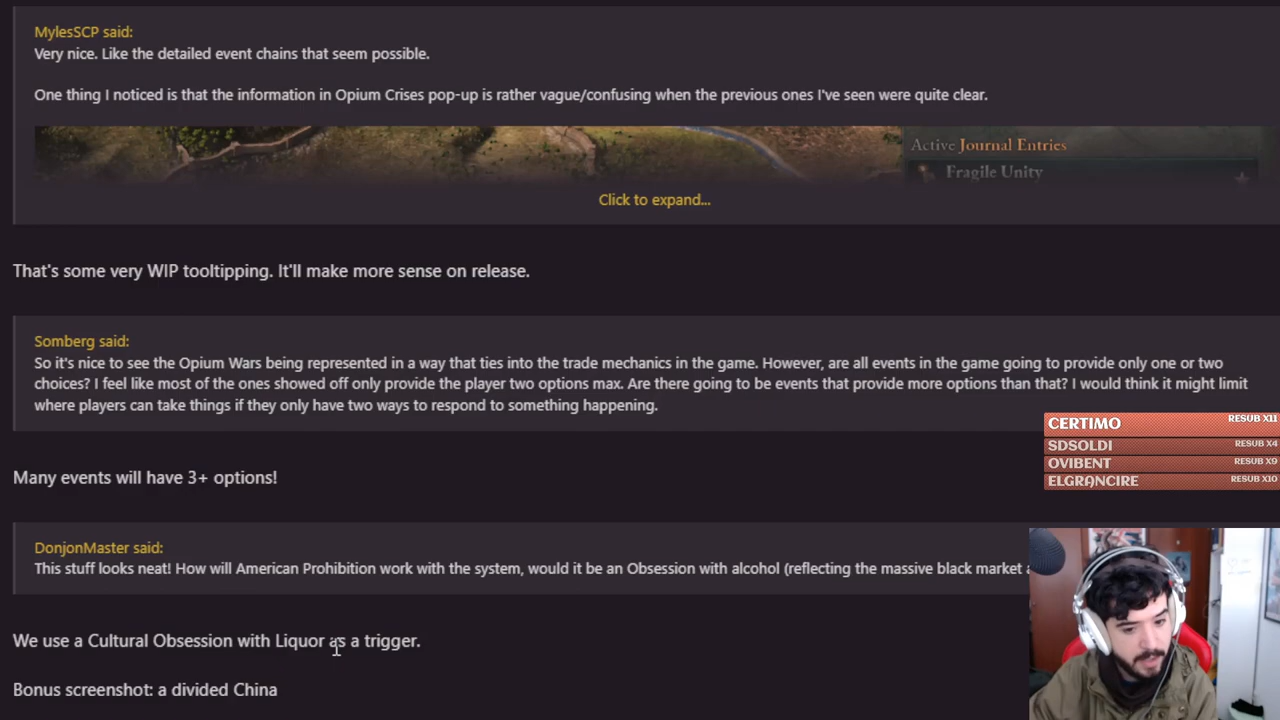 MylesSCP said:
Very nice. Like the detailed event chains that seem possible.
One thing I noticed is that the information in Opium Crises pop-up is rather vague/confusing when the previous ones I've seen were quite clear.
Active Journal Entries
Fragile Unity
Click to expand...
That's some very WIP tooltipping. It'll make more sense on release.
Somberg said:
So it's nice to see the Opium Wars being represented in a way that ties into the trade mechanics in the game. However, are all events in the game going to provide only one or two
choices? I feel like most of the ones showed off only provide the player two options max. Are there going to be events that provide more options than that? I would think it might limit
where players can take things if they only have two ways to respond to something happening.
CERTIMO RESUB X11
SDSOLDI RESUB X4
OVIBENT RESUB X9
ELGRANCIRE RESUB X10
Many events will have 3+ options!
DonjonMaster said:
This stuff looks neat! How will American Prohibition work with the system, would it be an Obsession with alcohol (reflecting the massive black market
We use a Cultural Obsession with Liquor as a trigger.
Bonus screenshot: a divided China